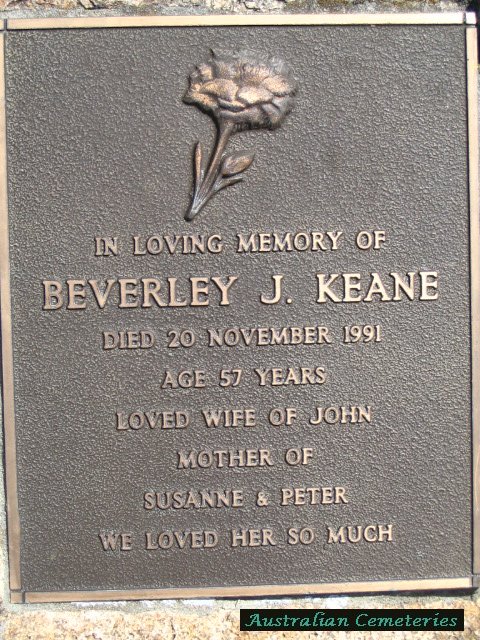 IN LOVING MEMORY OF
BEVERLEY J. KEANE
DIED 20 NOVEMBER 1991
AGE 57 YEARS
LOVED WIFE OF JOHN
MOTHER OF
SUSANNE & PETER
WE LOVED HER SO MUCH
Australian Cemeteries